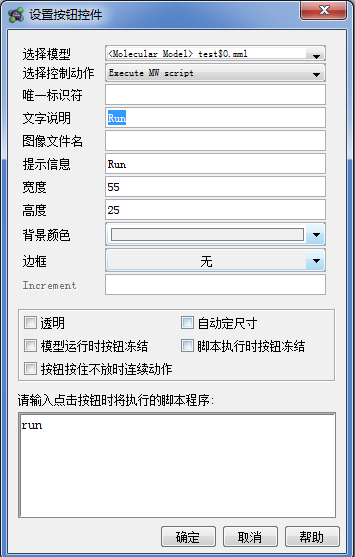 设置按钮控件
选择模型 <Molecular Model> test$0.mml
选择控制动作 Execute MW script
唯一标识符
文字说明 Run
图像文件名
提示信息 Run
宽度 55
高度 25
背景颜色
边框 无
Increment
透明 自动定尺寸
模型运行时按钮冻结 脚本执行时按钮冻结
按钮按住不放时连续动作
请输入点击按钮时将执行的脚本程序:
run
确定 取消 帮助